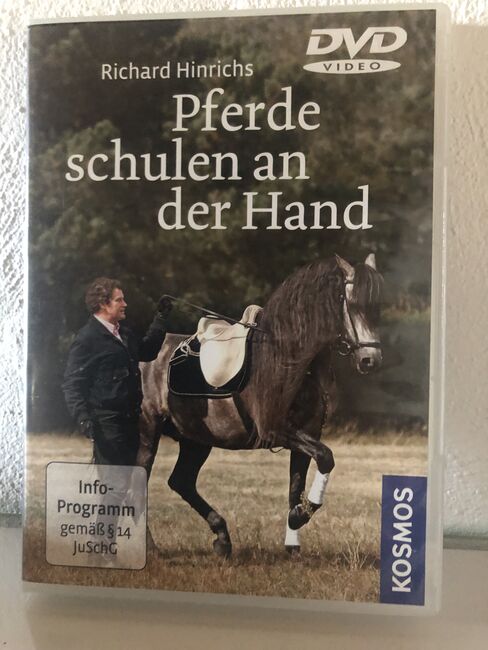 DVD
VIDEO
Richard Hinrichs
Pferde
schulen an
der Hand
Info-
Programm
gemäß § 14
JuSchG
KOSMOS